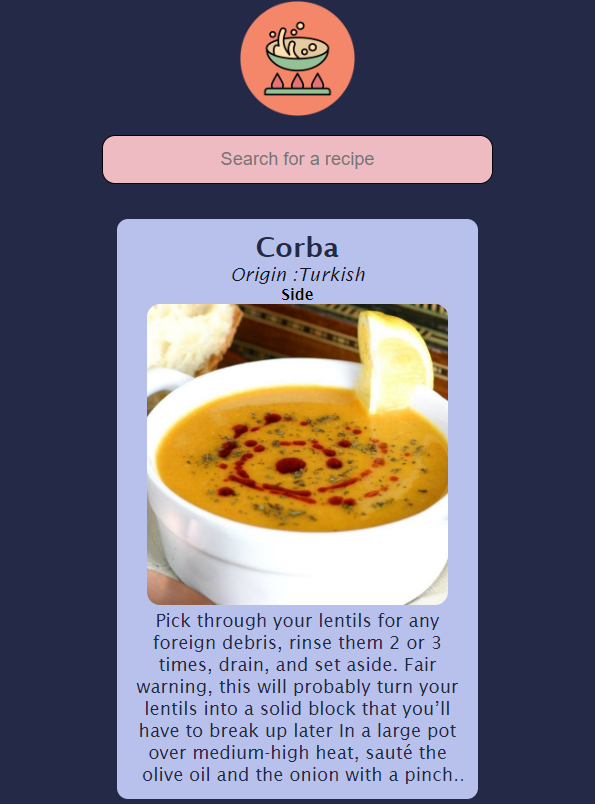 Search for a recipe
Corba
Origin :Turkish
Side
Pick through your lentils for any
foreign debris, rinse them 2 or 3
times, drain, and set aside. Fair
warning, this will probably turn your
lentils into a solid block that you’ll
have to break up later In a large pot
over medium-high heat, sauté the
olive oil and the onion with a pinch..